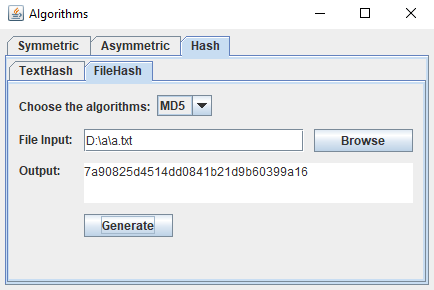 Algorithms
Symmetric Asymmetric Hash
TextHash FileHash
Choose the algorithms: MD5
File Input: D:\a\a.txt Browse
Output: 7a90825d4514dd0841b21d9b60399a16
Generate